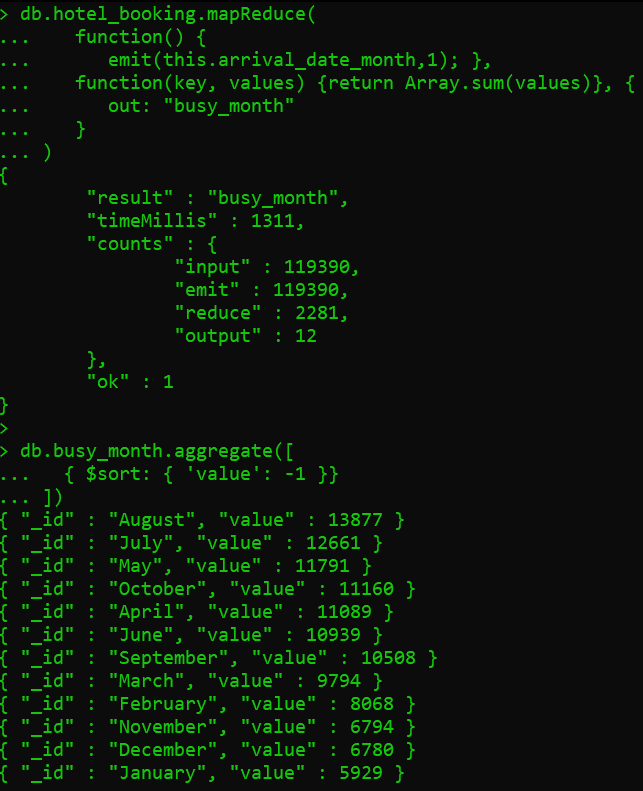 > db.hotel_booking.mapReduce(
...     function() {
...        emit(this.arrival_date_month,1); },
...     function(key, values) {return Array.sum(values)}, {
...        out: "busy_month"
...     }
... )
{
        "result" : "busy_month",
        "timeMillis" : 1311,
        "counts" : {
                "input" : 119390,
                "emit" : 119390,
                "reduce" : 2281,
                "output" : 12
        },
        "ok" : 1
}
>
> db.busy_month.aggregate([
...    { $sort: { 'value': -1 }}
... ])
{ "_id" : "August", "value" : 13877 }
{ "_id" : "July", "value" : 12661 }
{ "_id" : "May", "value" : 11791 }
{ "_id" : "October", "value" : 11160 }
{ "_id" : "April", "value" : 11089 }
{ "_id" : "June", "value" : 10939 }
{ "_id" : "September", "value" : 10508 }
{ "_id" : "March", "value" : 9794 }
{ "_id" : "February", "value" : 8068 }
{ "_id" : "November", "value" : 6794 }
{ "_id" : "December", "value" : 6780 }
{ "_id" : "January", "value" : 5929 }